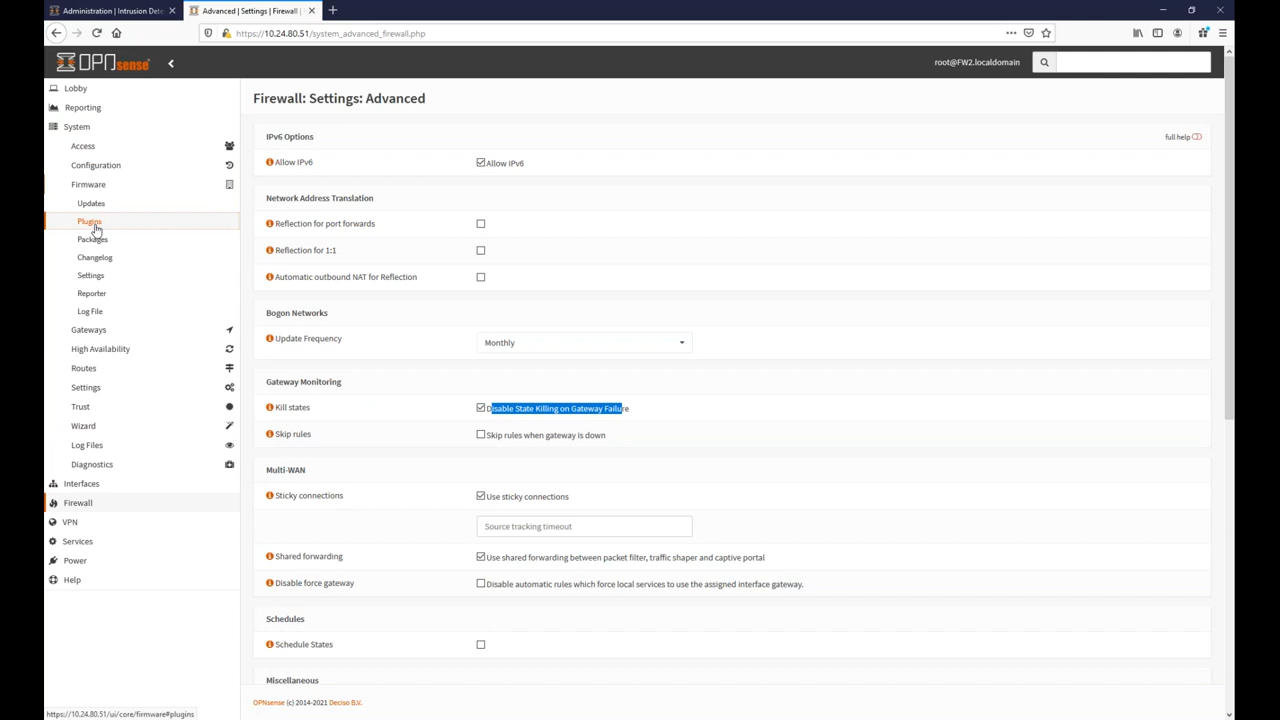 Administration | Intrusion Dete
Advanced | Settings | Firewall |
https://10.24.80.51/system_advanced_firewall.php
OPNsense
root@FW2.localdomain
Lobby
Reporting
System
Access
Configuration
Firmware
Updates
Plugins
Packages
Changelog
Settings
Reporter
Log File
Gateways
High Availability
Routes
Settings
Trust
Wizard
Log Files
Diagnostics
Interfaces
Firewall
VPN
Services
Power
Help
Firewall: Settings: Advanced
IPv6 Options
full help
Allow IPv6
Allow IPv6
Network Address Translation
Reflection for port forwards
Reflection for 1:1
Automatic outbound NAT for Reflection
Bogon Networks
Update Frequency
Monthly
Gateway Monitoring
Kill states
Disable State Killing on Gateway Failure
Skip rules
Skip rules when gateway is down
Multi-WAN
Sticky connections
Use sticky connections
Source tracking timeout
Shared forwarding
Use shared forwarding between packet filter, traffic shaper and captive portal
Disable force gateway
Disable automatic rules which force local services to use the assigned interface gateway.
Schedules
Schedule States
Miscellaneous
OPNsense (c) 2014-2021 Deciso B.V.
https://10.24.80.51/ui/core/firmware#plugins